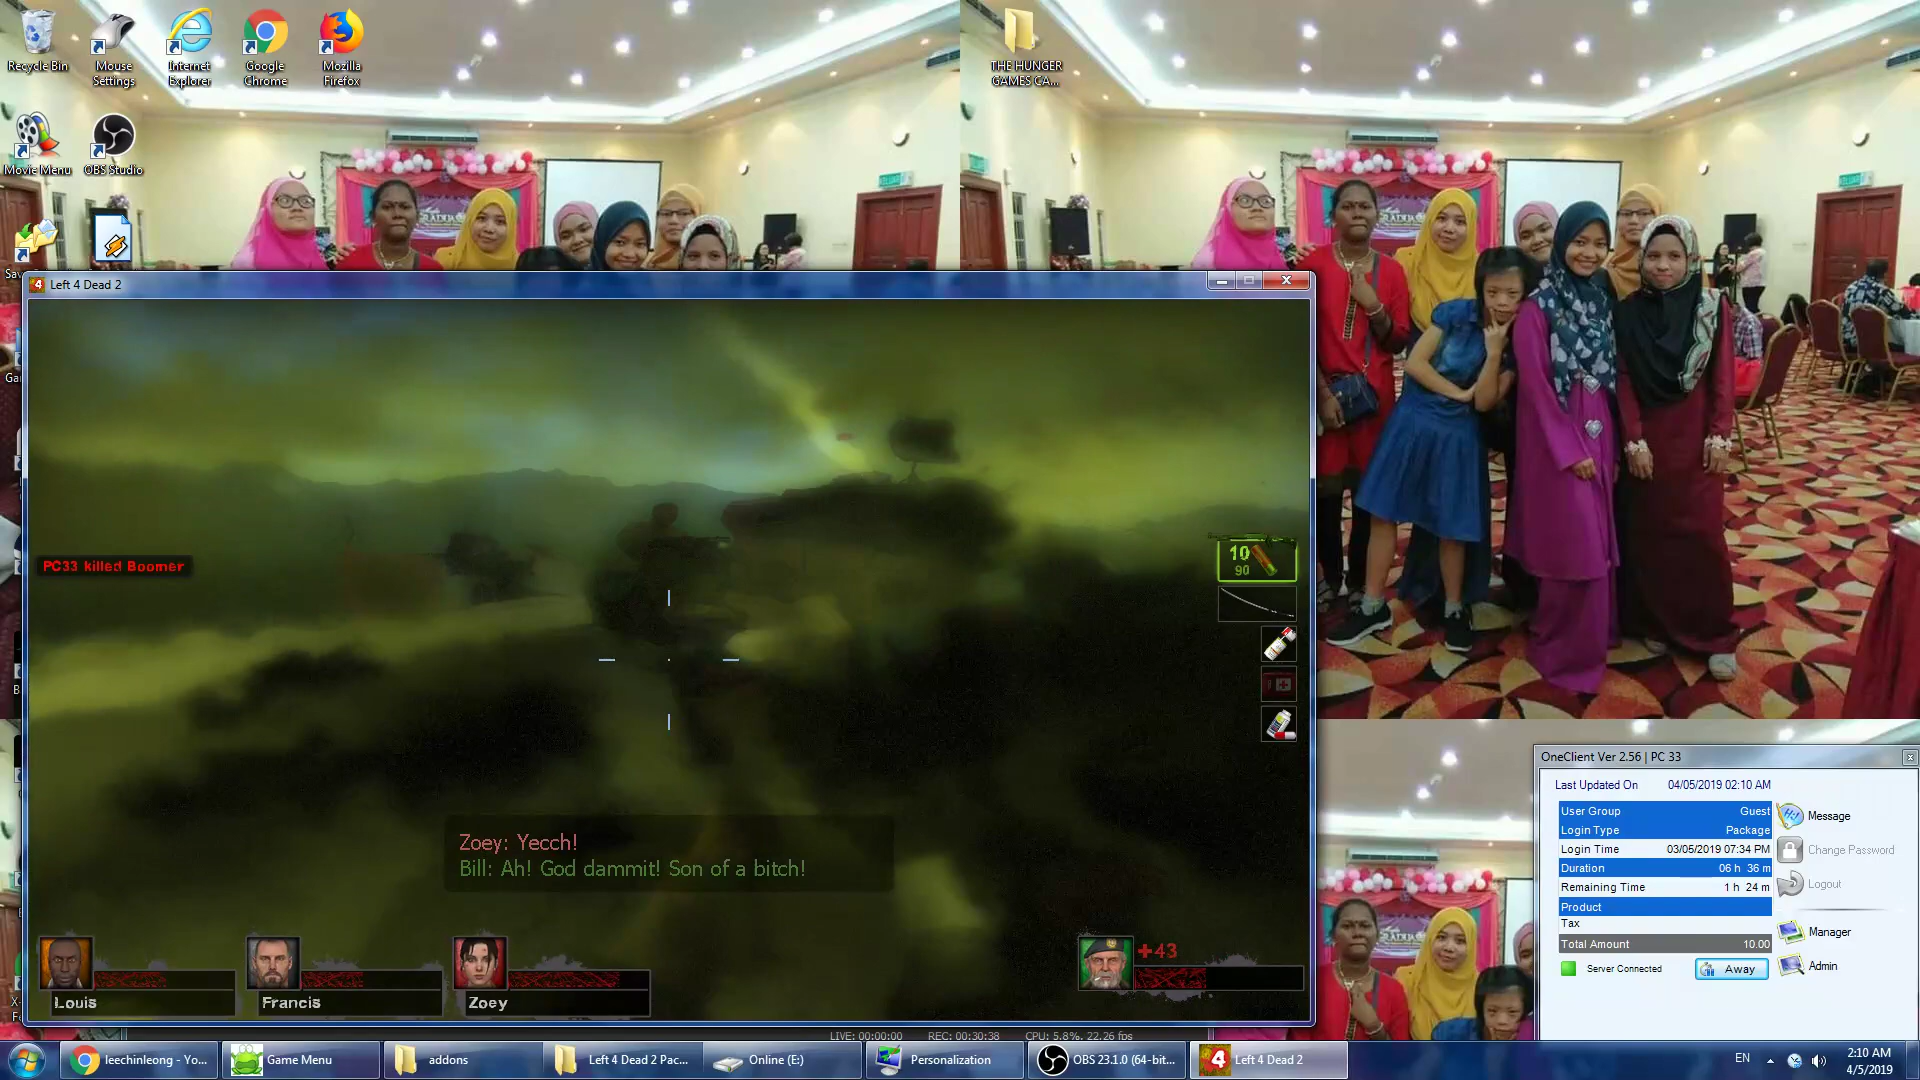 Recycle Bin
Mouse Settings
Internet Explorer
Google Chrome
Mozilla Firefox
THE HUNGER GAMES CA...
Movie Menu
OBS Studio
KELUAR
KELUAR
Left 4 Dead 2
PC33 killed Boomer
10
90
Zoey: Yecch!
Bill: Ah! God dammit! Son of a bitch!
Louis
Francis
Zoey
+43
OneClient Ver 2.56 | PC 33
Last Updated On 04/05/2019 02:10 AM
User Group Guest
Login Type Package
Login Time 03/05/2019 07:34 PM
Duration 06 h 36 m
Remaining Time 1 h 24 m
Product
Tax
Total Amount 10.00
Server Connected
Away
Message
Change Password
Logout
Manager
Admin
LIVE: 00:00:00 REC: 00:30:38 CPU: 5.8%, 22.26 fps
leechinleong - Yo...
Game Menu
addons
Left 4 Dead 2 Pac...
Online (E:)
Personalization
OBS 23.1.0 (64-bit...
Left 4 Dead 2
EN
2:10 AM
4/5/2019